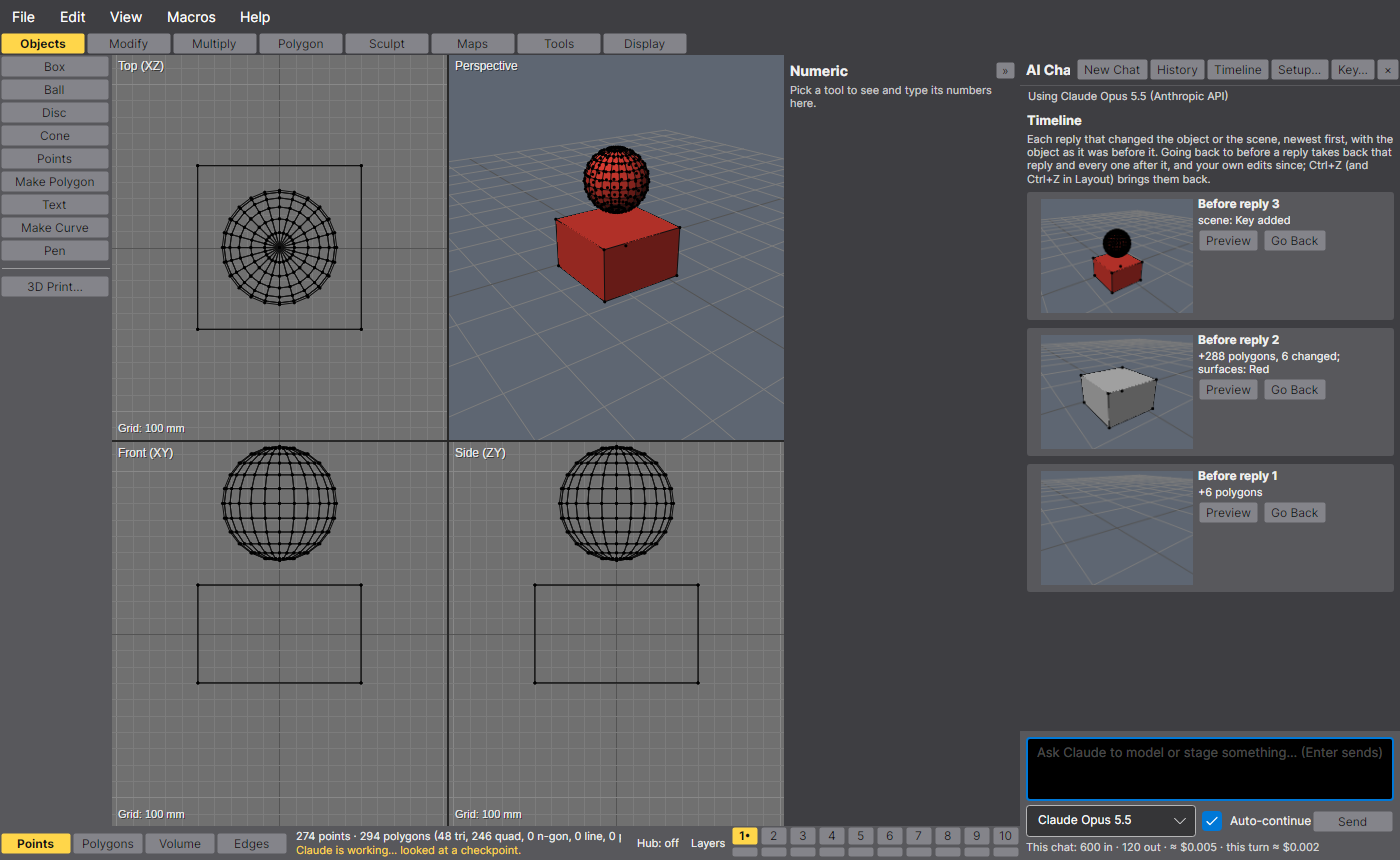 File Edit View Macros Help
Objects Modify Multiply Polygon Sculpt Maps Tools Display
Box
Ball
Disc
Cone
Points
Make Polygon
Text
Make Curve
Pen
3D Print...
Top (XZ)
Grid: 100 mm
Perspective
Front (XY)
Grid: 100 mm
Side (ZY)
Grid: 100 mm
Numeric »
Pick a tool to see and type its numbers
here.
AI Cha New Chat History Timeline Setup... Key... ×
Using Claude Opus 5.5 (Anthropic API)
Timeline
Each reply that changed the object or the scene, newest first, with the
object as it was before it. Going back to before a reply takes back that
reply and every one after it, and your own edits since; Ctrl+Z (and
Ctrl+Z in Layout) brings them back.
Before reply 3
scene: Key added
Preview Go Back
Before reply 2
+288 polygons, 6 changed;
surfaces: Red
Preview Go Back
Before reply 1
+6 polygons
Preview Go Back
Ask Claude to model or stage something... (Enter sends)
Claude Opus 5.5 Auto-continue Send
This chat: 600 in · 120 out · ≈ $0.005 · this turn ≈ $0.002
Points Polygons Volume Edges
274 points · 294 polygons (48 tri, 246 quad, 0 n-gon, 0 line, 0
Claude is working... looked at a checkpoint.
Hub: off Layers 1• 2 3 4 5 6 7 8 9 10